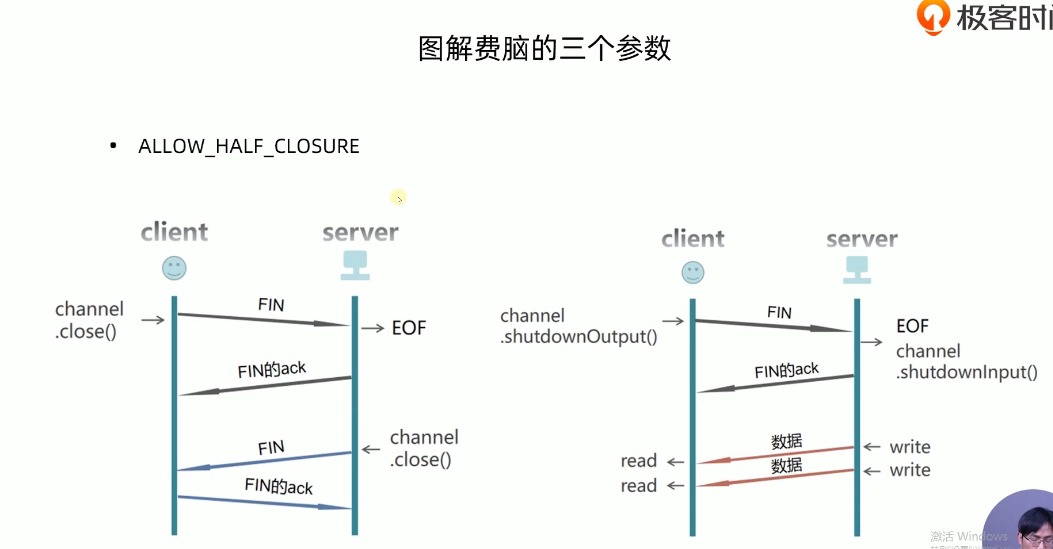 极客时间
图解费脑的三个参数
• ALLOW_HALF_CLOSURE
client
server
channel
.close()
FIN
EOF
FIN的ack
channel
.close()
FIN
FIN的ack
client
server
channel
.shutdownOutput()
FIN
EOF
channel
.shutdownInput()
FIN的ack
数据
write
read
数据
write
read
激活 Windows